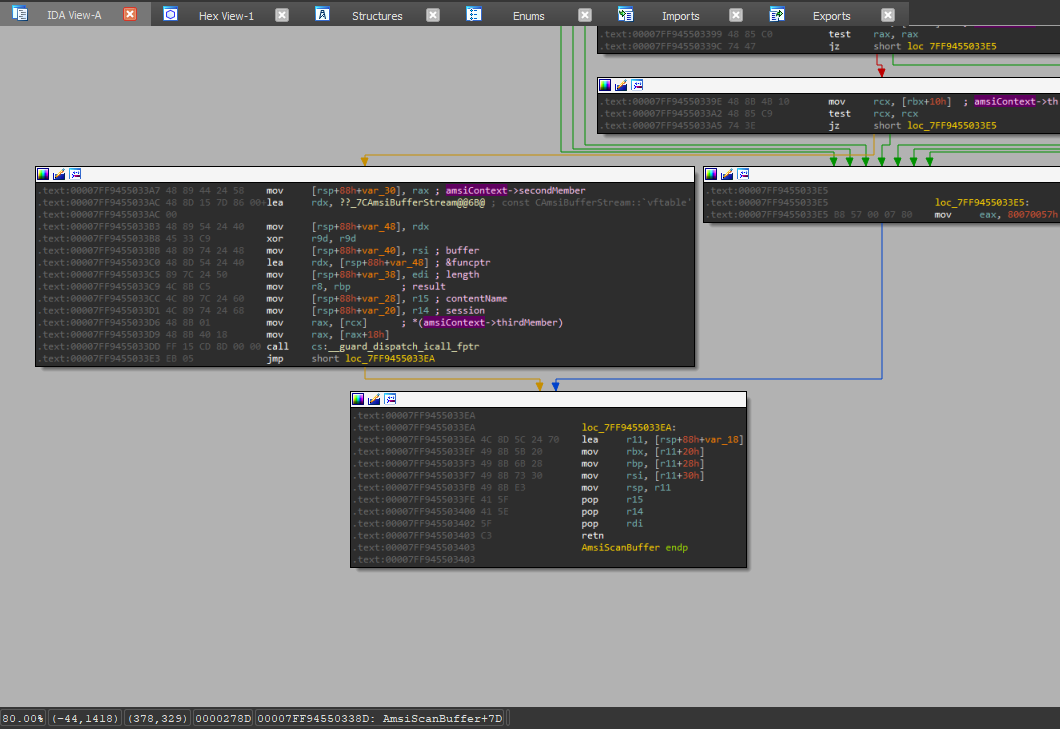 IDA View-A Hex View-1 Structures Enums Imports Exports
.text:00007FF945503399 48 85 C0 test rax, rax
.text:00007FF94550339C 74 47 jz short loc_7FF9455033E5
.text:00007FF94550339E 48 8B 4B 10 mov rcx, [rbx+10h] ; amsiContext->th
.text:00007FF9455033A2 48 85 C9 test rcx, rcx
.text:00007FF9455033A5 74 3E jz short loc_7FF9455033E5
.text:00007FF9455033A7 48 89 44 24 58 mov [rsp+88h+var_30], rax ; amsiContext->secondMember
.text:00007FF9455033AC 48 8D 15 7D 86 00+lea rdx, ??_7CAmsiBufferStream@@6B@ ; const CAmsiBufferStream::`vftable'
.text:00007FF9455033AC 00
.text:00007FF9455033B3 48 89 54 24 40 mov [rsp+88h+var_48], rdx
.text:00007FF9455033B8 45 33 C9 xor r9d, r9d
.text:00007FF9455033BB 48 89 74 24 48 mov [rsp+88h+var_40], rsi ; buffer
.text:00007FF9455033C0 48 8D 54 24 40 lea rdx, [rsp+88h+var_48] ; &funcptr
.text:00007FF9455033C5 89 7C 24 50 mov [rsp+88h+var_38], edi ; length
.text:00007FF9455033C9 4C 8B C5 mov r8, rbp ; result
.text:00007FF9455033CC 4C 89 7C 24 60 mov [rsp+88h+var_28], r15 ; contentName
.text:00007FF9455033D1 4C 89 74 24 68 mov [rsp+88h+var_20], r14 ; session
.text:00007FF9455033D6 48 8B 01 mov rax, [rcx] ; *(amsiContext->thirdMember)
.text:00007FF9455033D9 48 8B 40 18 mov rax, [rax+18h]
.text:00007FF9455033DD FF 15 CD 8D 00 00 call cs:__guard_dispatch_icall_fptr
.text:00007FF9455033E3 EB 05 jmp short loc_7FF9455033EA
.text:00007FF9455033E5
.text:00007FF9455033E5 loc_7FF9455033E5:
.text:00007FF9455033E5 B8 57 00 07 80 mov eax, 80070057h
.text:00007FF9455033EA
.text:00007FF9455033EA loc_7FF9455033EA:
.text:00007FF9455033EA 4C 8D 5C 24 70 lea r11, [rsp+88h+var_18]
.text:00007FF9455033EF 49 8B 5B 20 mov rbx, [r11+20h]
.text:00007FF9455033F3 49 8B 6B 28 mov rbp, [r11+28h]
.text:00007FF9455033F7 49 8B 73 30 mov rsi, [r11+30h]
.text:00007FF9455033FB 49 8B E3 mov rsp, r11
.text:00007FF9455033FE 41 5F pop r15
.text:00007FF945503400 41 5E pop r14
.text:00007FF945503402 5F pop rdi
.text:00007FF945503403 C3 retn
.text:00007FF945503403 AmsiScanBuffer endp
.text:00007FF945503403
80.00% (-44,1418) (378,329) 0000278D 00007FF94550338D: AmsiScanBuffer+7D